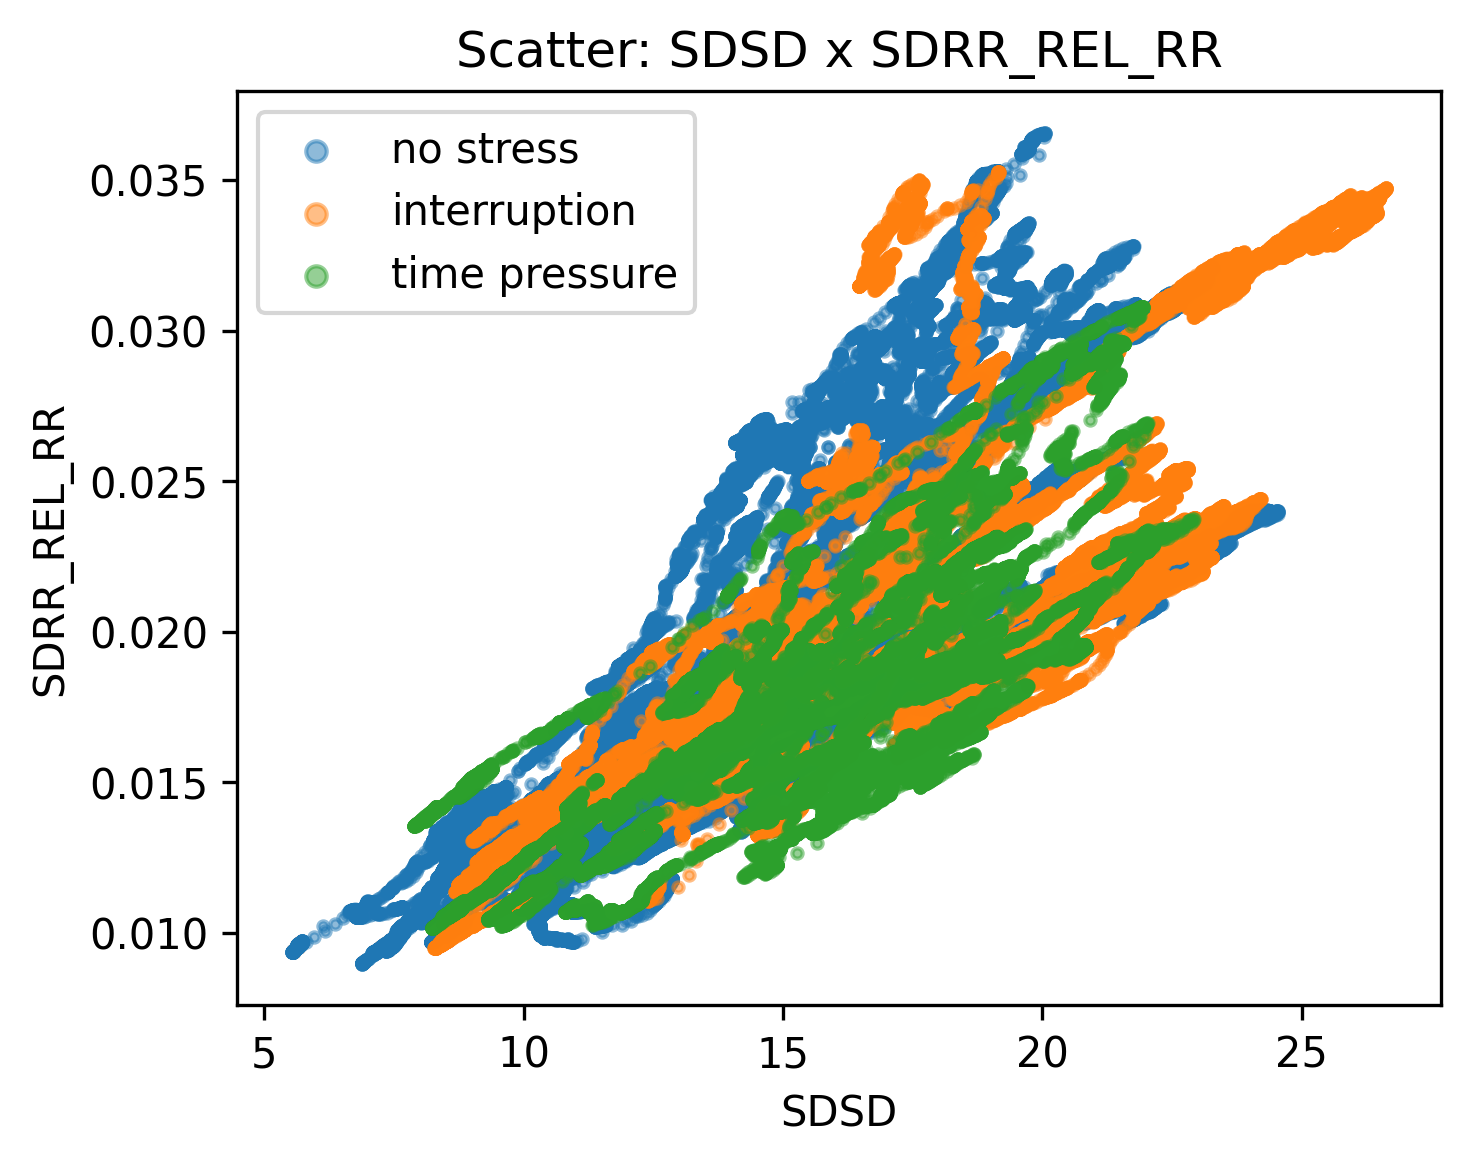 Scatter: SDSD x SDRR_REL_RR
no stress
interruption
time pressure
0.035
0.030
0.025
0.020
0.015
0.010
SDRR_REL_RR
5 10 15 20 25
SDSD